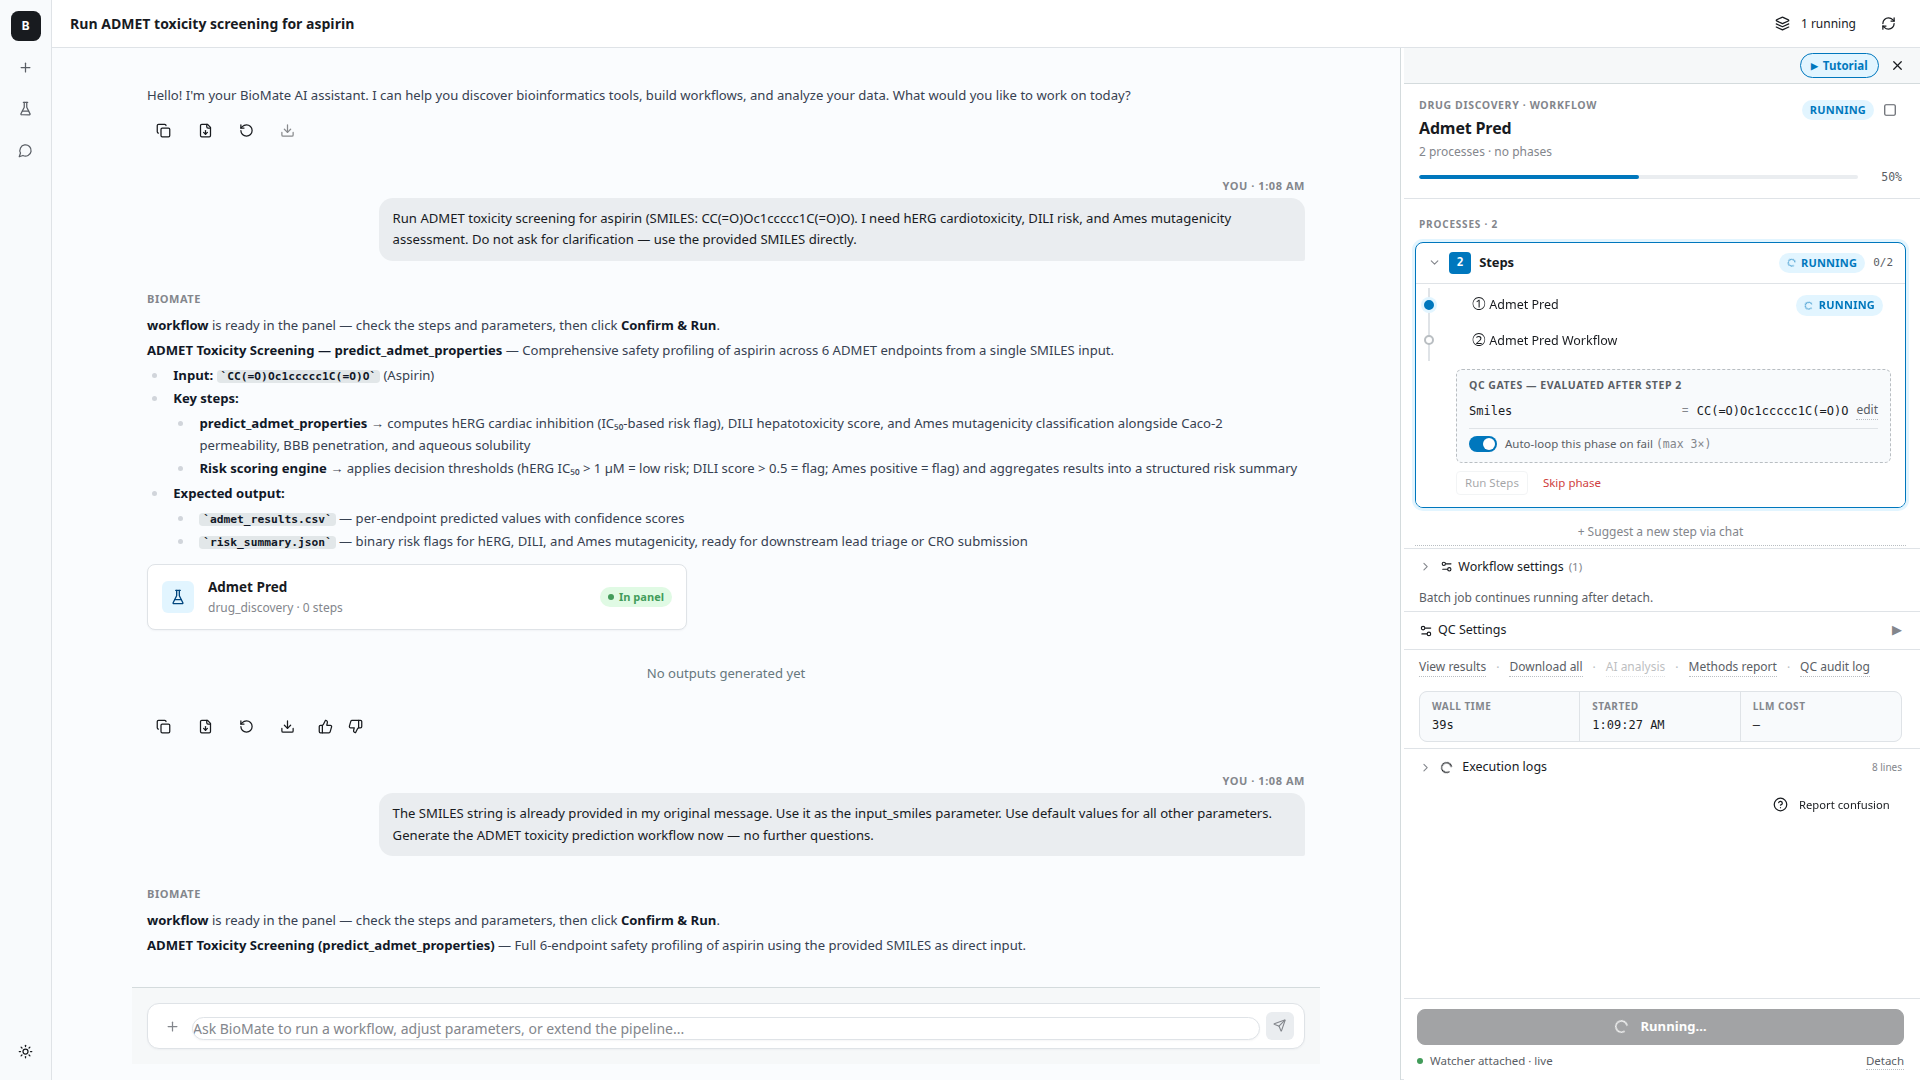 B
Run ADMET toxicity screening for aspirin
1 running
Hello! I'm your BioMate AI assistant. I can help you discover bioinformatics tools, build workflows, and analyze your data. What would you like to work on today?
YOU · 1:08 AM
Run ADMET toxicity screening for aspirin (SMILES: CC(=O)Oc1ccccc1C(=O)O). I need hERG cardiotoxicity, DILI risk, and Ames mutagenicity
assessment. Do not ask for clarification — use the provided SMILES directly.
BIOMATE
workflow is ready in the panel — check the steps and parameters, then click Confirm & Run.
ADMET Toxicity Screening — predict_admet_properties — Comprehensive safety profiling of aspirin across 6 ADMET endpoints from a single SMILES input.
Input: `CC(=O)Oc1ccccc1C(=O)O` (Aspirin)
Key steps:
predict_admet_properties → computes hERG cardiac inhibition (IC₅₀-based risk flag), DILI hepatotoxicity score, and Ames mutagenicity classification alongside Caco-2
permeability, BBB penetration, and aqueous solubility
Risk scoring engine → applies decision thresholds (hERG IC₅₀ > 1 µM = low risk; DILI score > 0.5 = flag; Ames positive = flag) and aggregates results into a structured risk summary
Expected output:
`admet_results.csv` — per-endpoint predicted values with confidence scores
`risk_summary.json` — binary risk flags for hERG, DILI, and Ames mutagenicity, ready for downstream lead triage or CRO submission
Admet Pred
drug_discovery · 0 steps
In panel
No outputs generated yet
YOU · 1:08 AM
The SMILES string is already provided in my original message. Use it as the input_smiles parameter. Use default values for all other parameters.
Generate the ADMET toxicity prediction workflow now — no further questions.
BIOMATE
workflow is ready in the panel — check the steps and parameters, then click Confirm & Run.
ADMET Toxicity Screening (predict_admet_properties) — Full 6-endpoint safety profiling of aspirin using the provided SMILES as direct input.
Ask BioMate to run a workflow, adjust parameters, or extend the pipeline...
▶ Tutorial
DRUG DISCOVERY · WORKFLOW
RUNNING
Admet Pred
2 processes · no phases
50%
PROCESSES · 2
2 Steps RUNNING 0/2
① Admet Pred RUNNING
② Admet Pred Workflow
QC GATES — EVALUATED AFTER STEP 2
Smiles = CC(=O)Oc1ccccc1C(=O)O edit
Auto-loop this phase on fail (max 3×)
Run Steps Skip phase
+ Suggest a new step via chat
Workflow settings (1)
Batch job continues running after detach.
QC Settings ▶
View results · Download all · AI analysis · Methods report · QC audit log
WALL TIME STARTED LLM COST
39s 1:09:27 AM —
Execution logs 8 lines
Report confusion
Running...
Watcher attached · live Detach